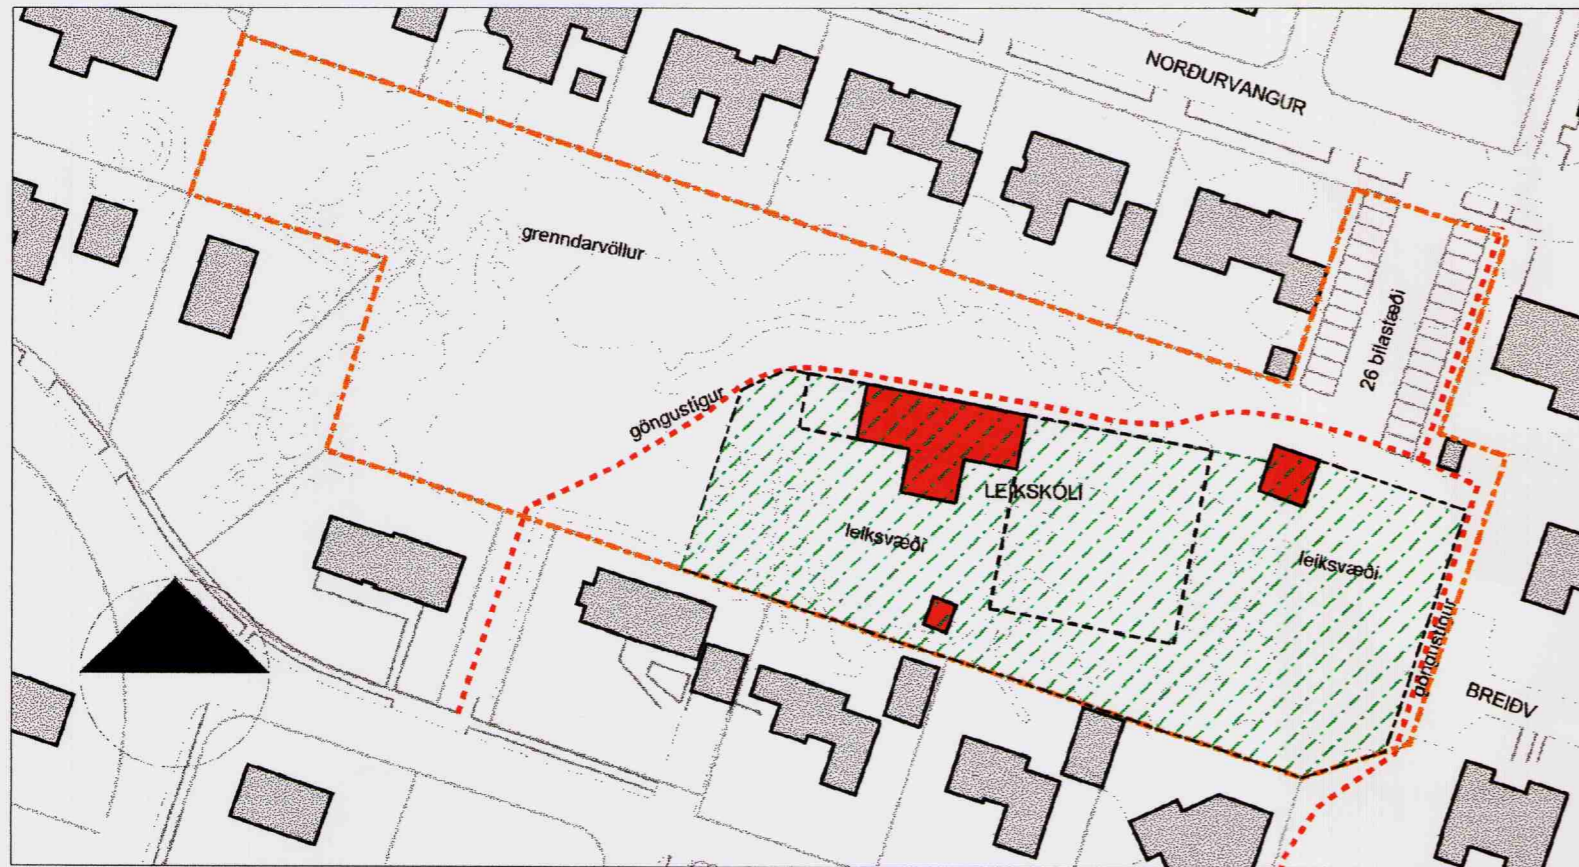 NORÐURVANGUR
grenndarvöllur
26 bílastæði
göngustígur
LEIKSKÓLI
leiksvæði
leiksvæði
göngustígur
BREIÐV